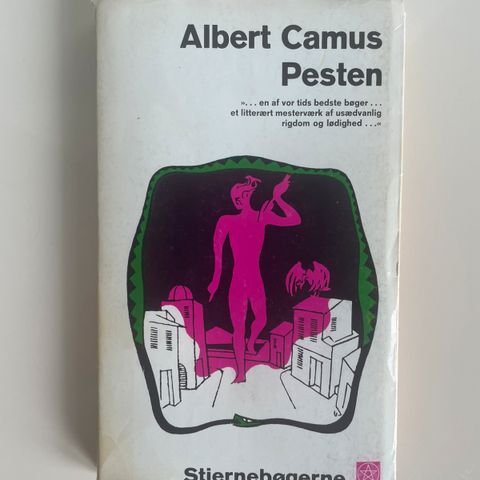 Albert Camus
Pesten
»... en af vor tids bedste bøger ...
et litterært mesterværk af usædvanlig
rigdom og lødighed ...«
Stjernebøgerne